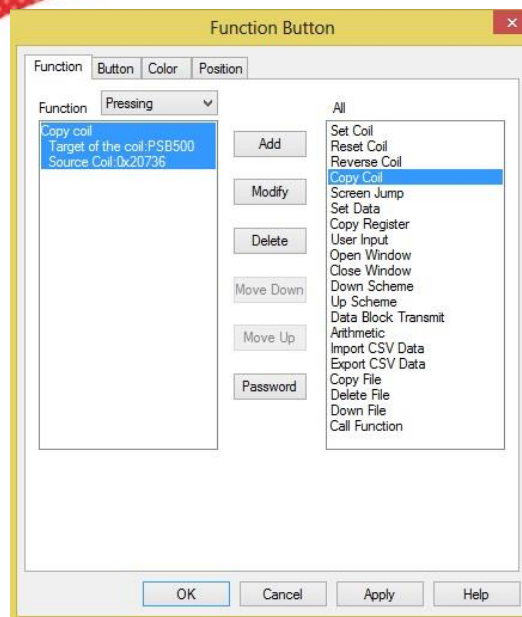 Function Button
×
Function Button Color Position
Function Pressing
All
Copy coil
Target of the coil:PSB500
Source Coil:0x20736
Add
Modify
Delete
Move Down
Move Up
Password
Set Coil
Reset Coil
Reverse Coil
Copy Coil
Screen Jump
Set Data
Copy Register
User Input
Open Window
Close Window
Down Scheme
Up Scheme
Data Block Transmit
Arithmetic
Import CSV Data
Export CSV Data
Copy File
Delete File
Down File
Call Function
OK Cancel Apply Help